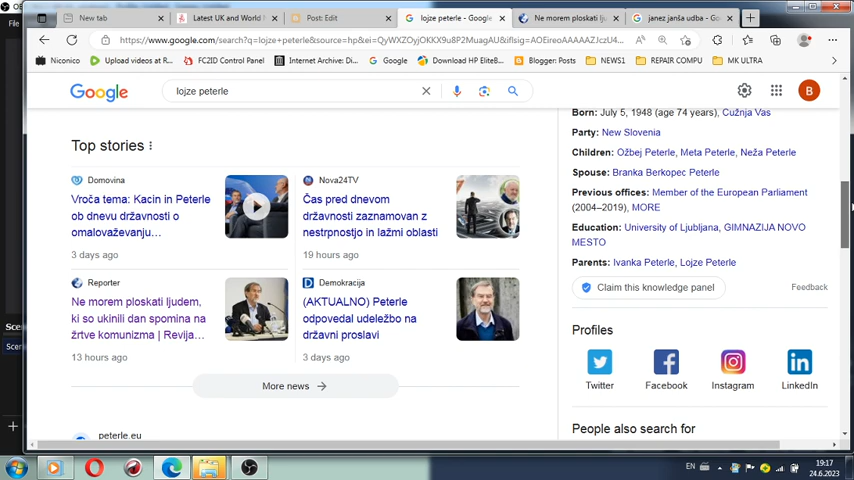 New tab
Latest UK and World
Post: Edit
lojze peterle - Google
Ne morem ploskati lju
janez janša udba - Go
https://www.google.com/search?q=lojze+peterle&source=hp&ei=
Niconico
Upload videos at R...
FC2ID Control Panel
Internet Archive: Di...
Google
Download HP EliteB...
Blogger: Posts
NEWS1
REPAIR COMPU
MK ULTRA
Google
lojze peterle
B
Top stories
Domovina
Vroča tema: Kacin in Peterle
ob dnevu državnosti o
omalovaževanju...
3 days ago
Nova24TV
Čas pred dnevom
državnosti zaznamovan z
nestrpnostjo in lažmi oblasti
19 hours ago
Reporter
Ne morem ploskati ljudem,
ki so ukinili dan spomina na
žrtve komunizma | Revija...
13 hours ago
Demokracija
(AKTUALNO) Peterle
odpovedal udeležbo na
državni proslavi
3 days ago
More news
peterle.eu
Born: July 5, 1948 (age 74 years), Cužnja Vas
Party: New Slovenia
Children: Ožbej Peterle, Meta Peterle, Neža Peterle
Spouse: Branka Berkopec Peterle
Previous offices: Member of the European Parliament
(2004–2019), MORE
Education: University of Ljubljana, GIMNAZIJA NOVO
MESTO
Parents: Ivanka Peterle, Lojze Peterle
Claim this knowledge panel
Feedback
Profiles
Twitter
Facebook
Instagram
LinkedIn
People also search for
File
Scen
Scene
EN
19:17
24.6.2023